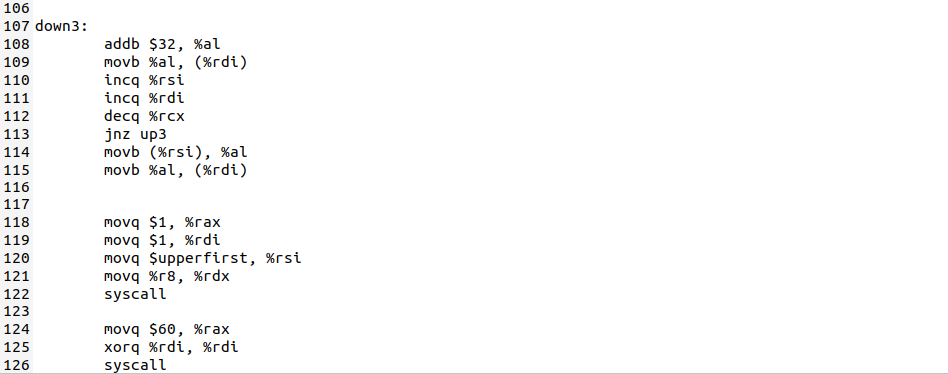 106
107 down3:
108 addb $32, %al
109 movb %al, (%rdi)
110 incq %rsi
111 incq %rdi
112 decq %rcx
113 jnz up3
114 movb (%rsi), %al
115 movb %al, (%rdi)
116
117
118 movq $1, %rax
119 movq $1, %rdi
120 movq $upperfirst, %rsi
121 movq %r8, %rdx
122 syscall
123
124 movq $60, %rax
125 xorq %rdi, %rdi
126 syscall